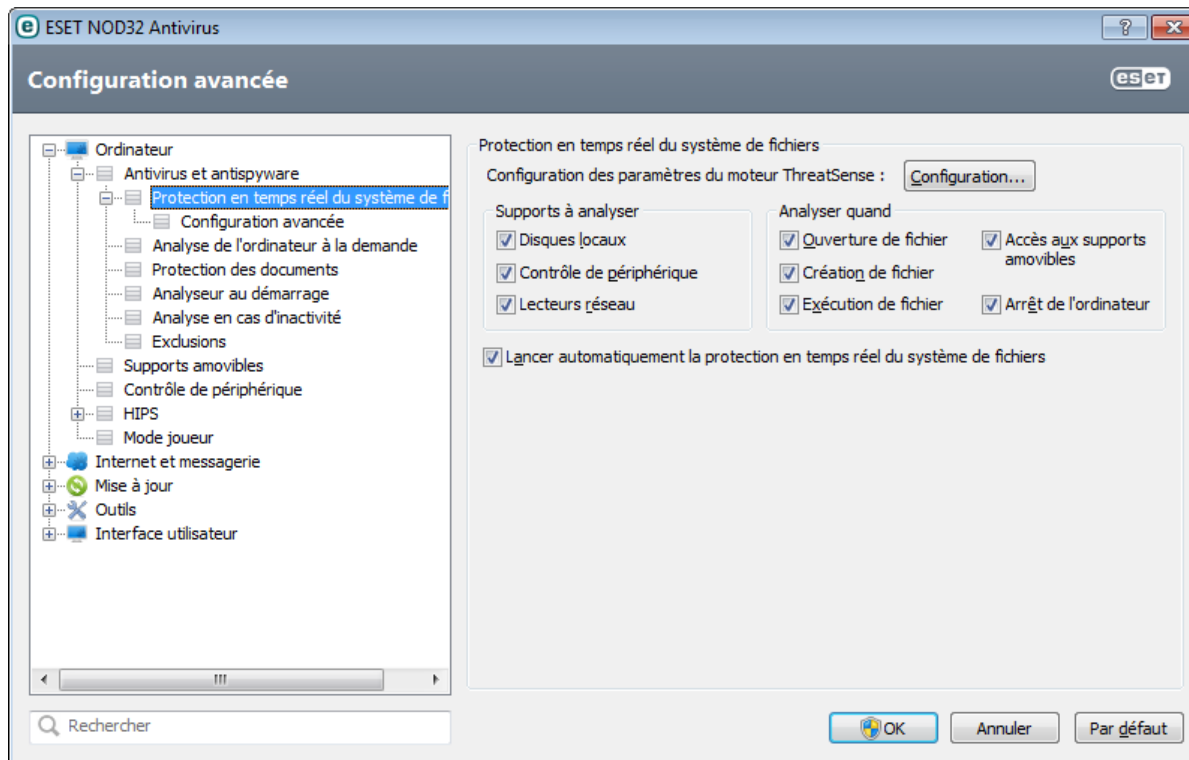 ESET NOD32 Antivirus
Configuration avancée
eset
Ordinateur
Antivirus et antispyware
Protection en temps réel du système de f
Configuration avancée
Analyse de l'ordinateur à la demande
Protection des documents
Analyseur au démarrage
Analyse en cas d'inactivité
Exclusions
Supports amovibles
Contrôle de périphérique
HIPS
Mode joueur
Internet et messagerie
Mise à jour
Outils
Interface utilisateur
Rechercher
Protection en temps réel du système de fichiers
Configuration des paramètres du moteur ThreatSense : Configuration...
Supports à analyser
Disques locaux
Contrôle de périphérique
Lecteurs réseau
Analyser quand
Ouverture de fichier
Création de fichier
Exécution de fichier
Accès aux supports
amovibles
Arrêt de l'ordinateur
Lancer automatiquement la protection en temps réel du système de fichiers
OK Annuler Par défaut